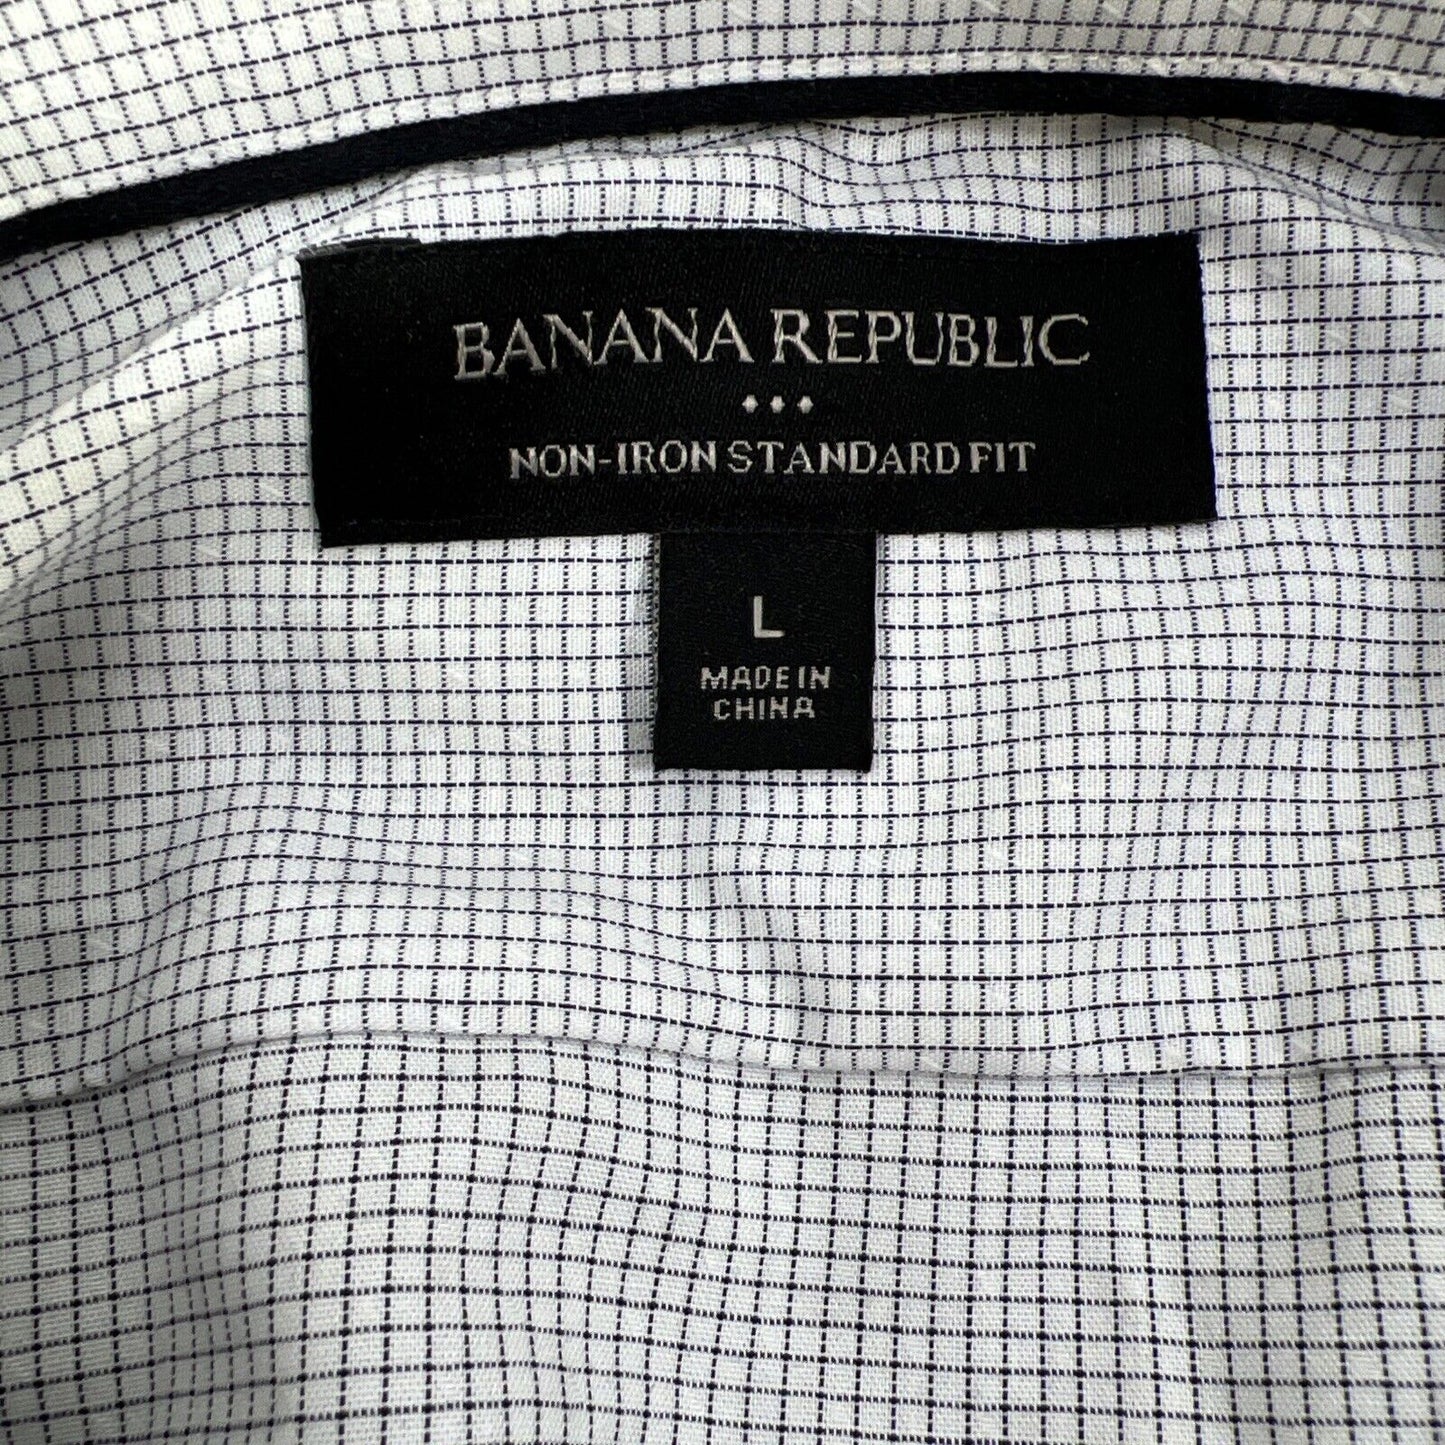 BANANA REPUBLIC
NON-IRON STANDARD FIT
L
MADE IN
CHINA